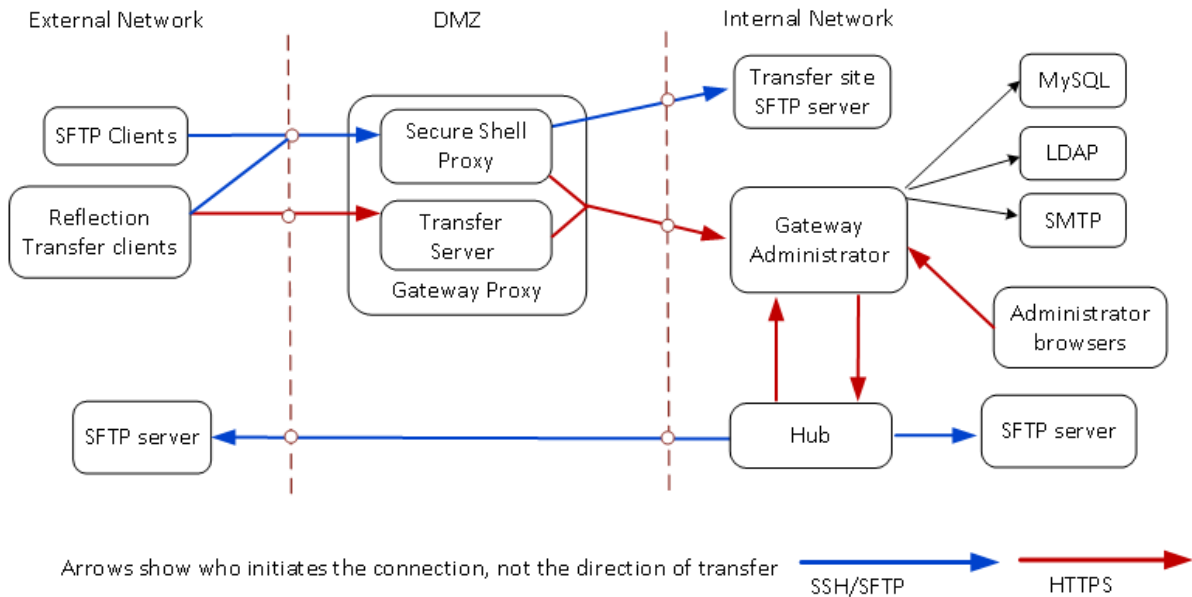 External Network
DMZ
Internal Network
SFTP Clients
Reflection
Transfer clients
Secure Shell
Proxy
Transfer
Server
Gateway Proxy
Transfer site
SFTP server
MySQL
LDAP
SMTP
Gateway
Administrator
Administrator
browsers
SFTP server
Hub
SFTP server
Arrows show who initiates the connection, not the direction of transfer
SSH/SFTP
HTTPS